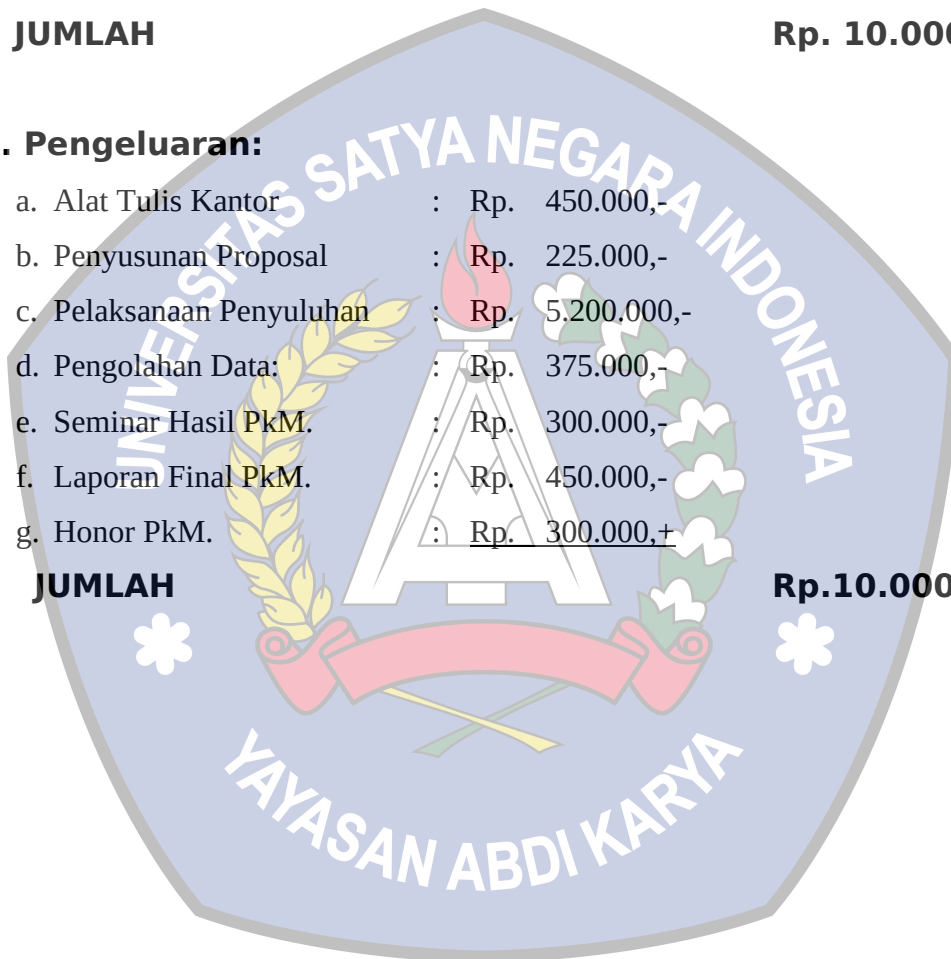 JUMLAH Rp. 10.000
. Pengeluaran:
a. Alat Tulis Kantor : Rp. 450.000,-
b. Penyusunan Proposal : Rp. 225.000,-
c. Pelaksanaan Penyuluhan : Rp. 5.200.000,-
d. Pengolahan Data: : Rp. 375.000,-
e. Seminar Hasil PkM. : Rp. 300.000,-
f. Laporan Final PkM. : Rp. 450.000,-
g. Honor PkM. : Rp. 300.000,+
JUMLAH Rp.10.000
UNIVERSITAS SATYA NEGARA INDONESIA
YAYASAN ABDI KARYA